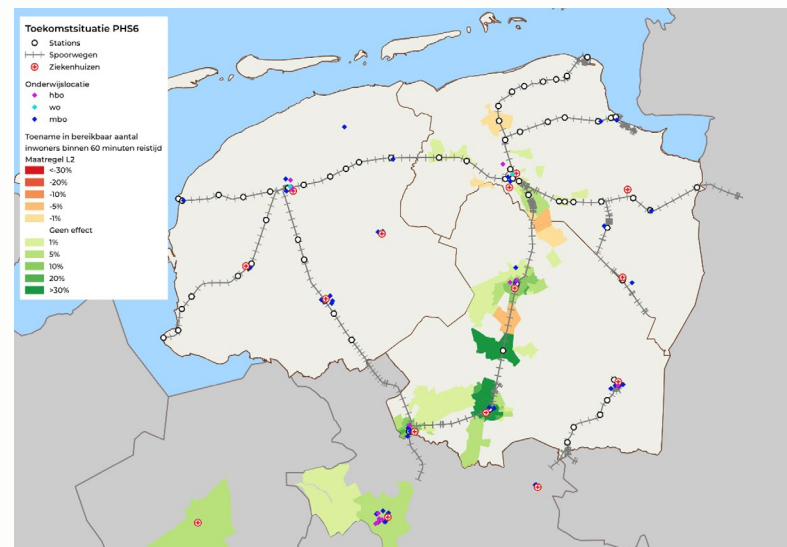 Toekomstsituatie PHS6
Stations
Spoorwegen
Ziekenhuizen
Onderwijslocatie
hbo
wo
mbo
Toename in bereikbaar aantal
inwoners binnen 60 minuten reistijd
Maatregel L2
<-30%
-20%
-10%
-5%
-1%
Geen effect
1%
5%
10%
20%
>30%